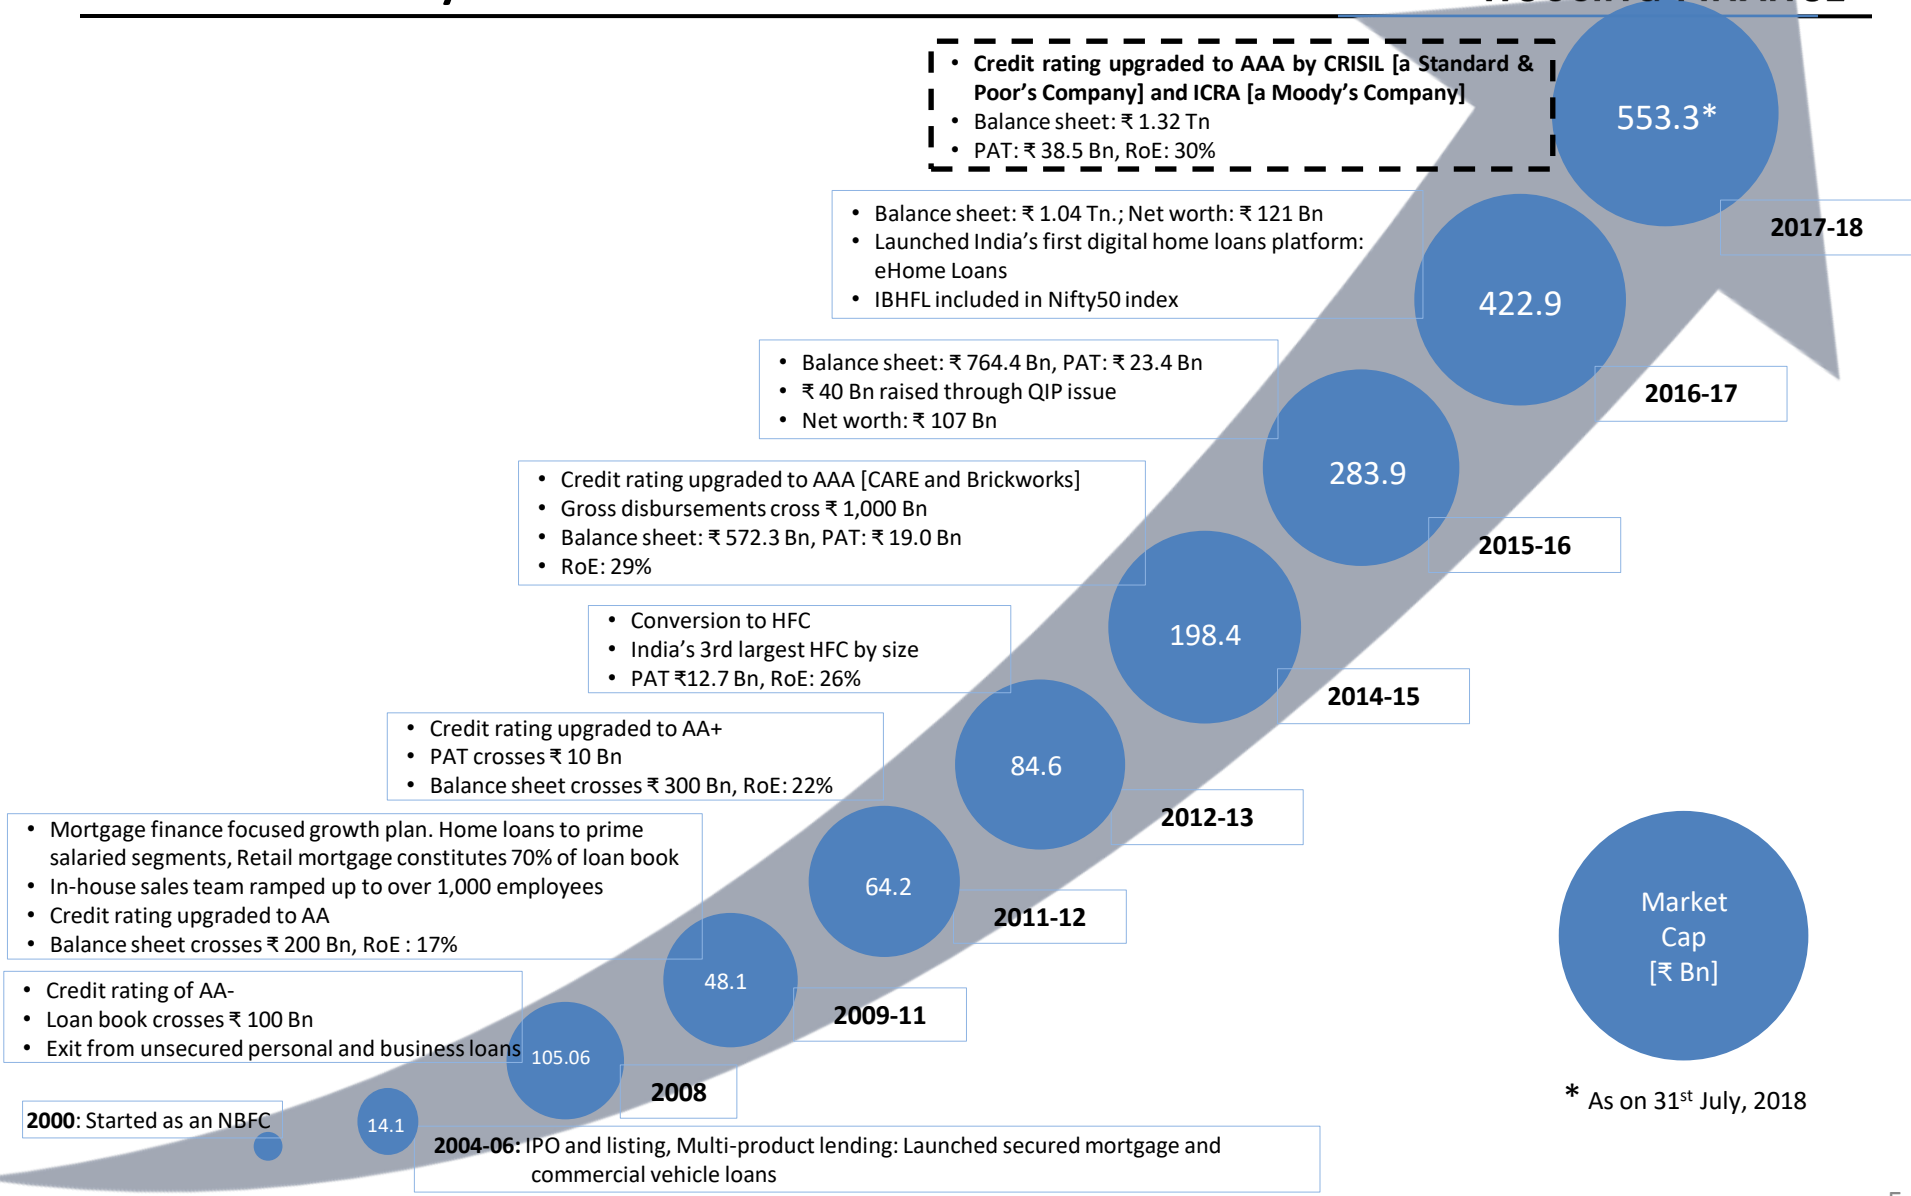 • Credit rating upgraded to AAA by CRISIL [a Standard &
Poor's Company] and ICRA [a Moody's Company]
• Balance sheet: ₹ 1.32 Tn
• PAT: ₹ 38.5 Bn, RoE: 30%
553.3*
2017-18
• Balance sheet: ₹ 1.04 Tn.; Net worth: ₹ 121 Bn
• Launched India's first digital home loans platform:
eHome Loans
• IBHFL included in Nifty50 index
422.9
2016-17
• Balance sheet: ₹ 764.4 Bn, PAT: ₹ 23.4 Bn
• ₹ 40 Bn raised through QIP issue
• Net worth: ₹ 107 Bn
283.9
2015-16
• Credit rating upgraded to AAA [CARE and Brickworks]
• Gross disbursements cross ₹ 1,000 Bn
• Balance sheet: ₹ 572.3 Bn, PAT: ₹ 19.0 Bn
• RoE: 29%
198.4
2014-15
• Conversion to HFC
• India's 3rd largest HFC by size
• PAT ₹12.7 Bn, RoE: 26%
84.6
2012-13
• Credit rating upgraded to AA+
• PAT crosses ₹ 10 Bn
• Balance sheet crosses ₹ 300 Bn, RoE: 22%
64.2
2011-12
• Mortgage finance focused growth plan. Home loans to prime
salaried segments, Retail mortgage constitutes 70% of loan book
• In-house sales team ramped up to over 1,000 employees
• Credit rating upgraded to AA
• Balance sheet crosses ₹ 200 Bn, RoE : 17%
48.1
2009-11
• Credit rating of AA-
• Loan book crosses ₹ 100 Bn
• Exit from unsecured personal and business loans
105.06
2008
2000: Started as an NBFC
14.1
2004-06: IPO and listing, Multi-product lending: Launched secured mortgage and
commercial vehicle loans
Market
Cap
[₹ Bn]
* As on 31st July, 2018